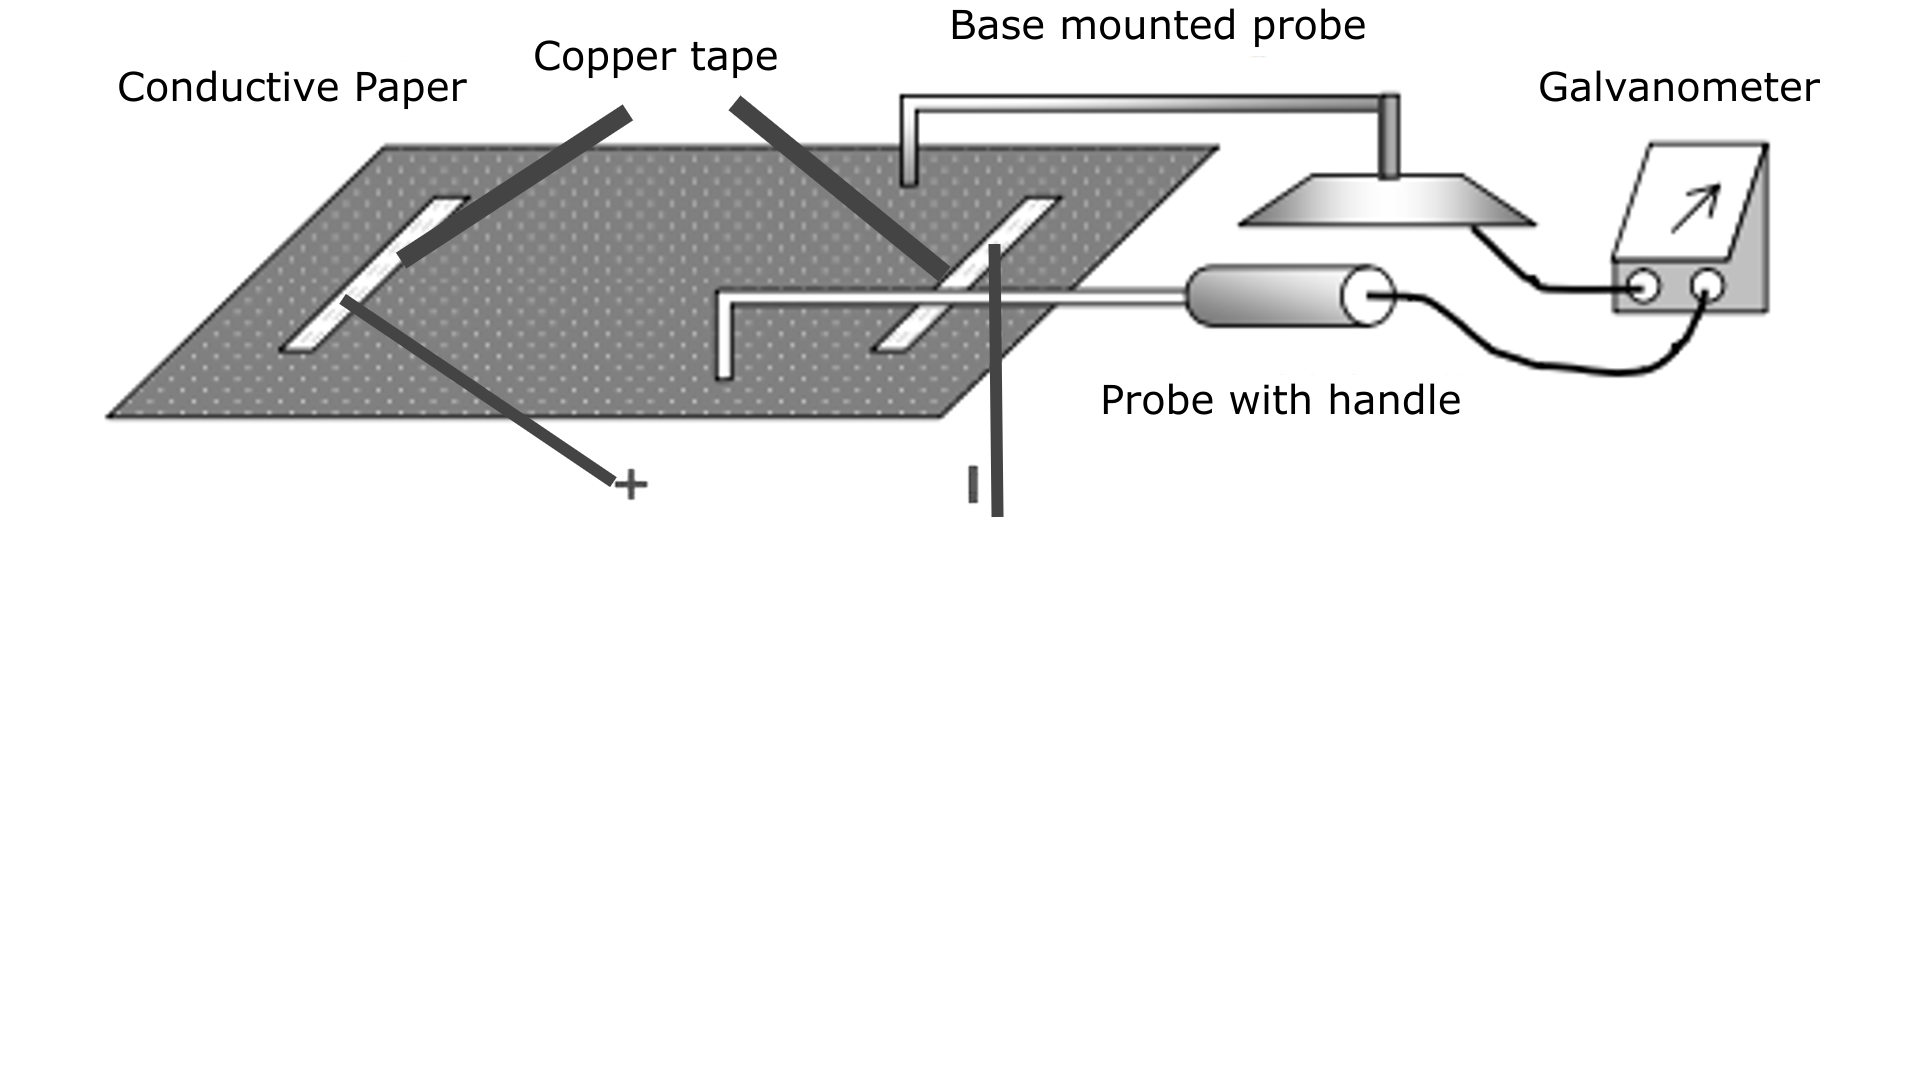 Base mounted probe
Copper tape
Conductive Paper
Galvanometer
Probe with handle
+
I